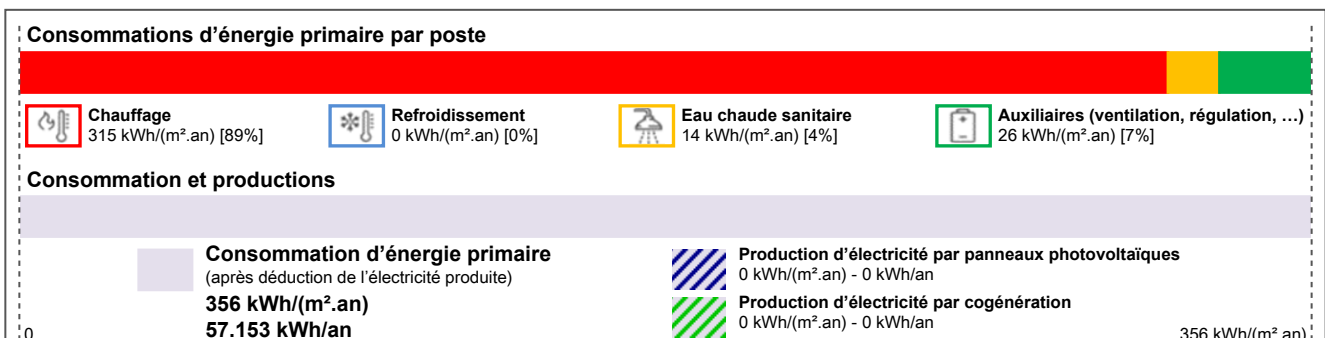 Consommations d’énergie primaire par poste
Chauffage
315 kWh/(m².an) [89%]
Refroidissement
0 kWh/(m².an) [0%]
Eau chaude sanitaire
14 kWh/(m².an) [4%]
Auxiliaires (ventilation, régulation, …)
26 kWh/(m².an) [7%]
Consommation et productions
Consommation d’énergie primaire
(après déduction de l’électricité produite)
356 kWh/(m².an)
57.153 kWh/an
Production d’électricité par panneaux photovoltaïques
0 kWh/(m².an) - 0 kWh/an
Production d’électricité par cogénération
0 kWh/(m².an) - 0 kWh/an
0
356 kWh/(m².an)